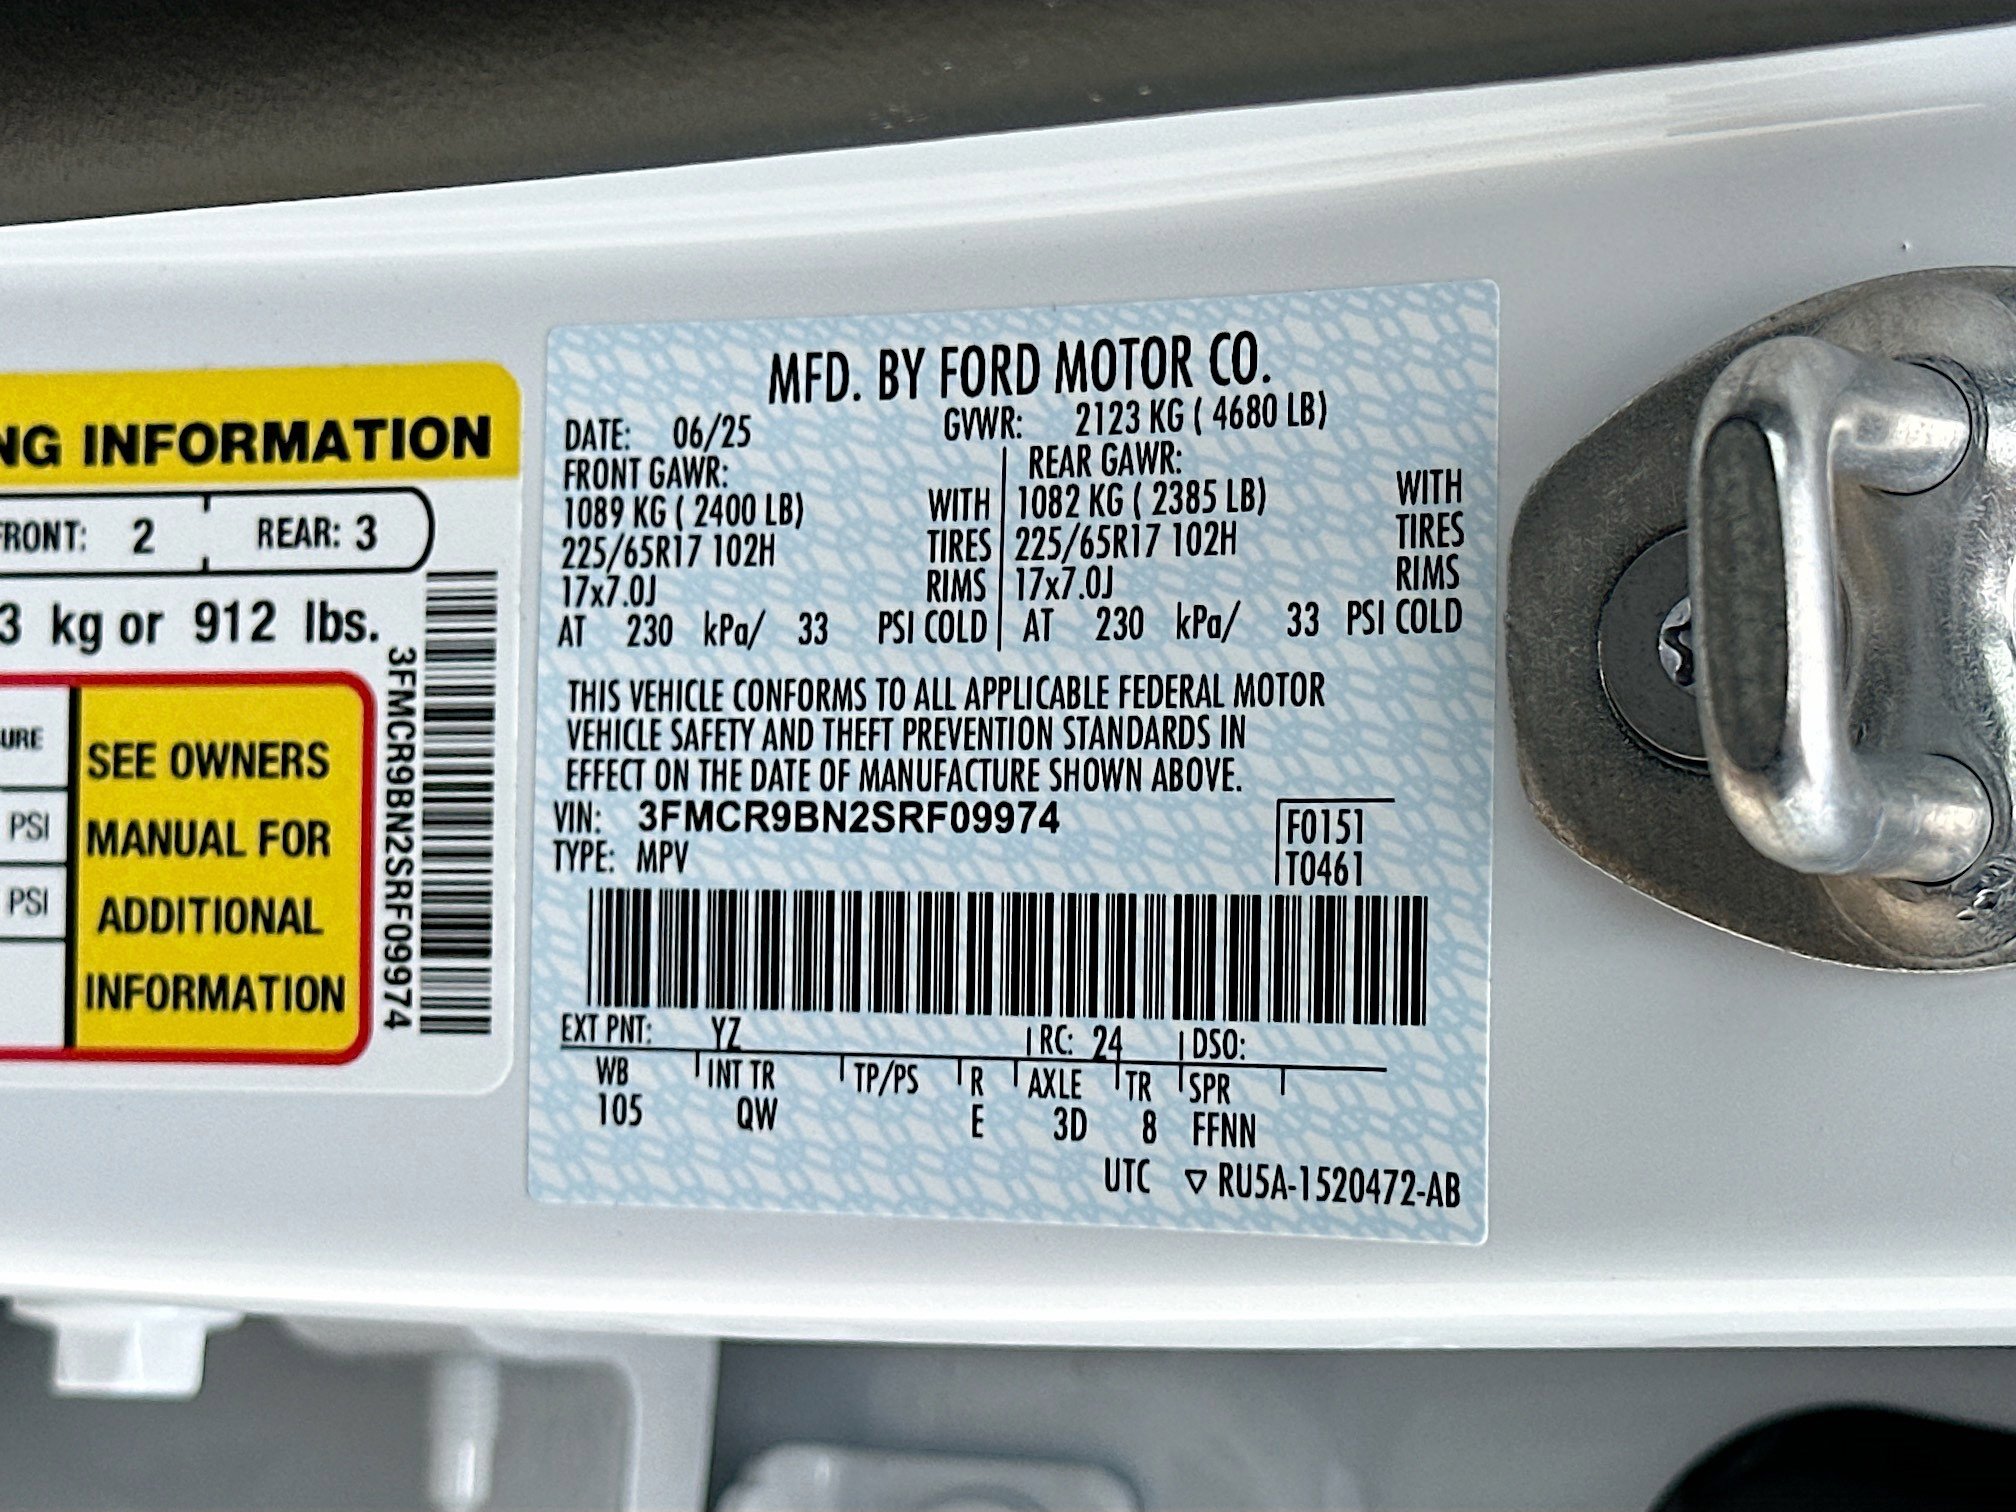 NG INFORMATION
FRONT: 2 REAR: 3
3 kg or 912 lbs.
URE
PSI
PSI
SEE OWNERS
MANUAL FOR
ADDITIONAL
INFORMATION
3FMCR9BN2SRF09974
MFD. BY FORD MOTOR CO.
DATE: 06/25 GVWR: 2123 KG ( 4680 LB)
FRONT GAWR: REAR GAWR:
1089 KG ( 2400 LB) WITH 1082 KG ( 2385 LB) WITH
225/65R17 102H TIRES 225/65R17 102H TIRES
17x7.0J RIMS 17x7.0J RIMS
AT 230 kPa/ 33 PSI COLD AT 230 kPa/ 33 PSI COLD
THIS VEHICLE CONFORMS TO ALL APPLICABLE FEDERAL MOTOR
VEHICLE SAFETY AND THEFT PREVENTION STANDARDS IN
EFFECT ON THE DATE OF MANUFACTURE SHOWN ABOVE.
VIN: 3FMCR9BN2SRF09974 F0151
TYPE: MPV T0461
EXT PNT: YZ RC: 24 DSO:
WB INT TR TP/PS R AXLE TR SPR
105 QW E 3D 8 FFNN
UTC ▽ RU5A-1520472-AB